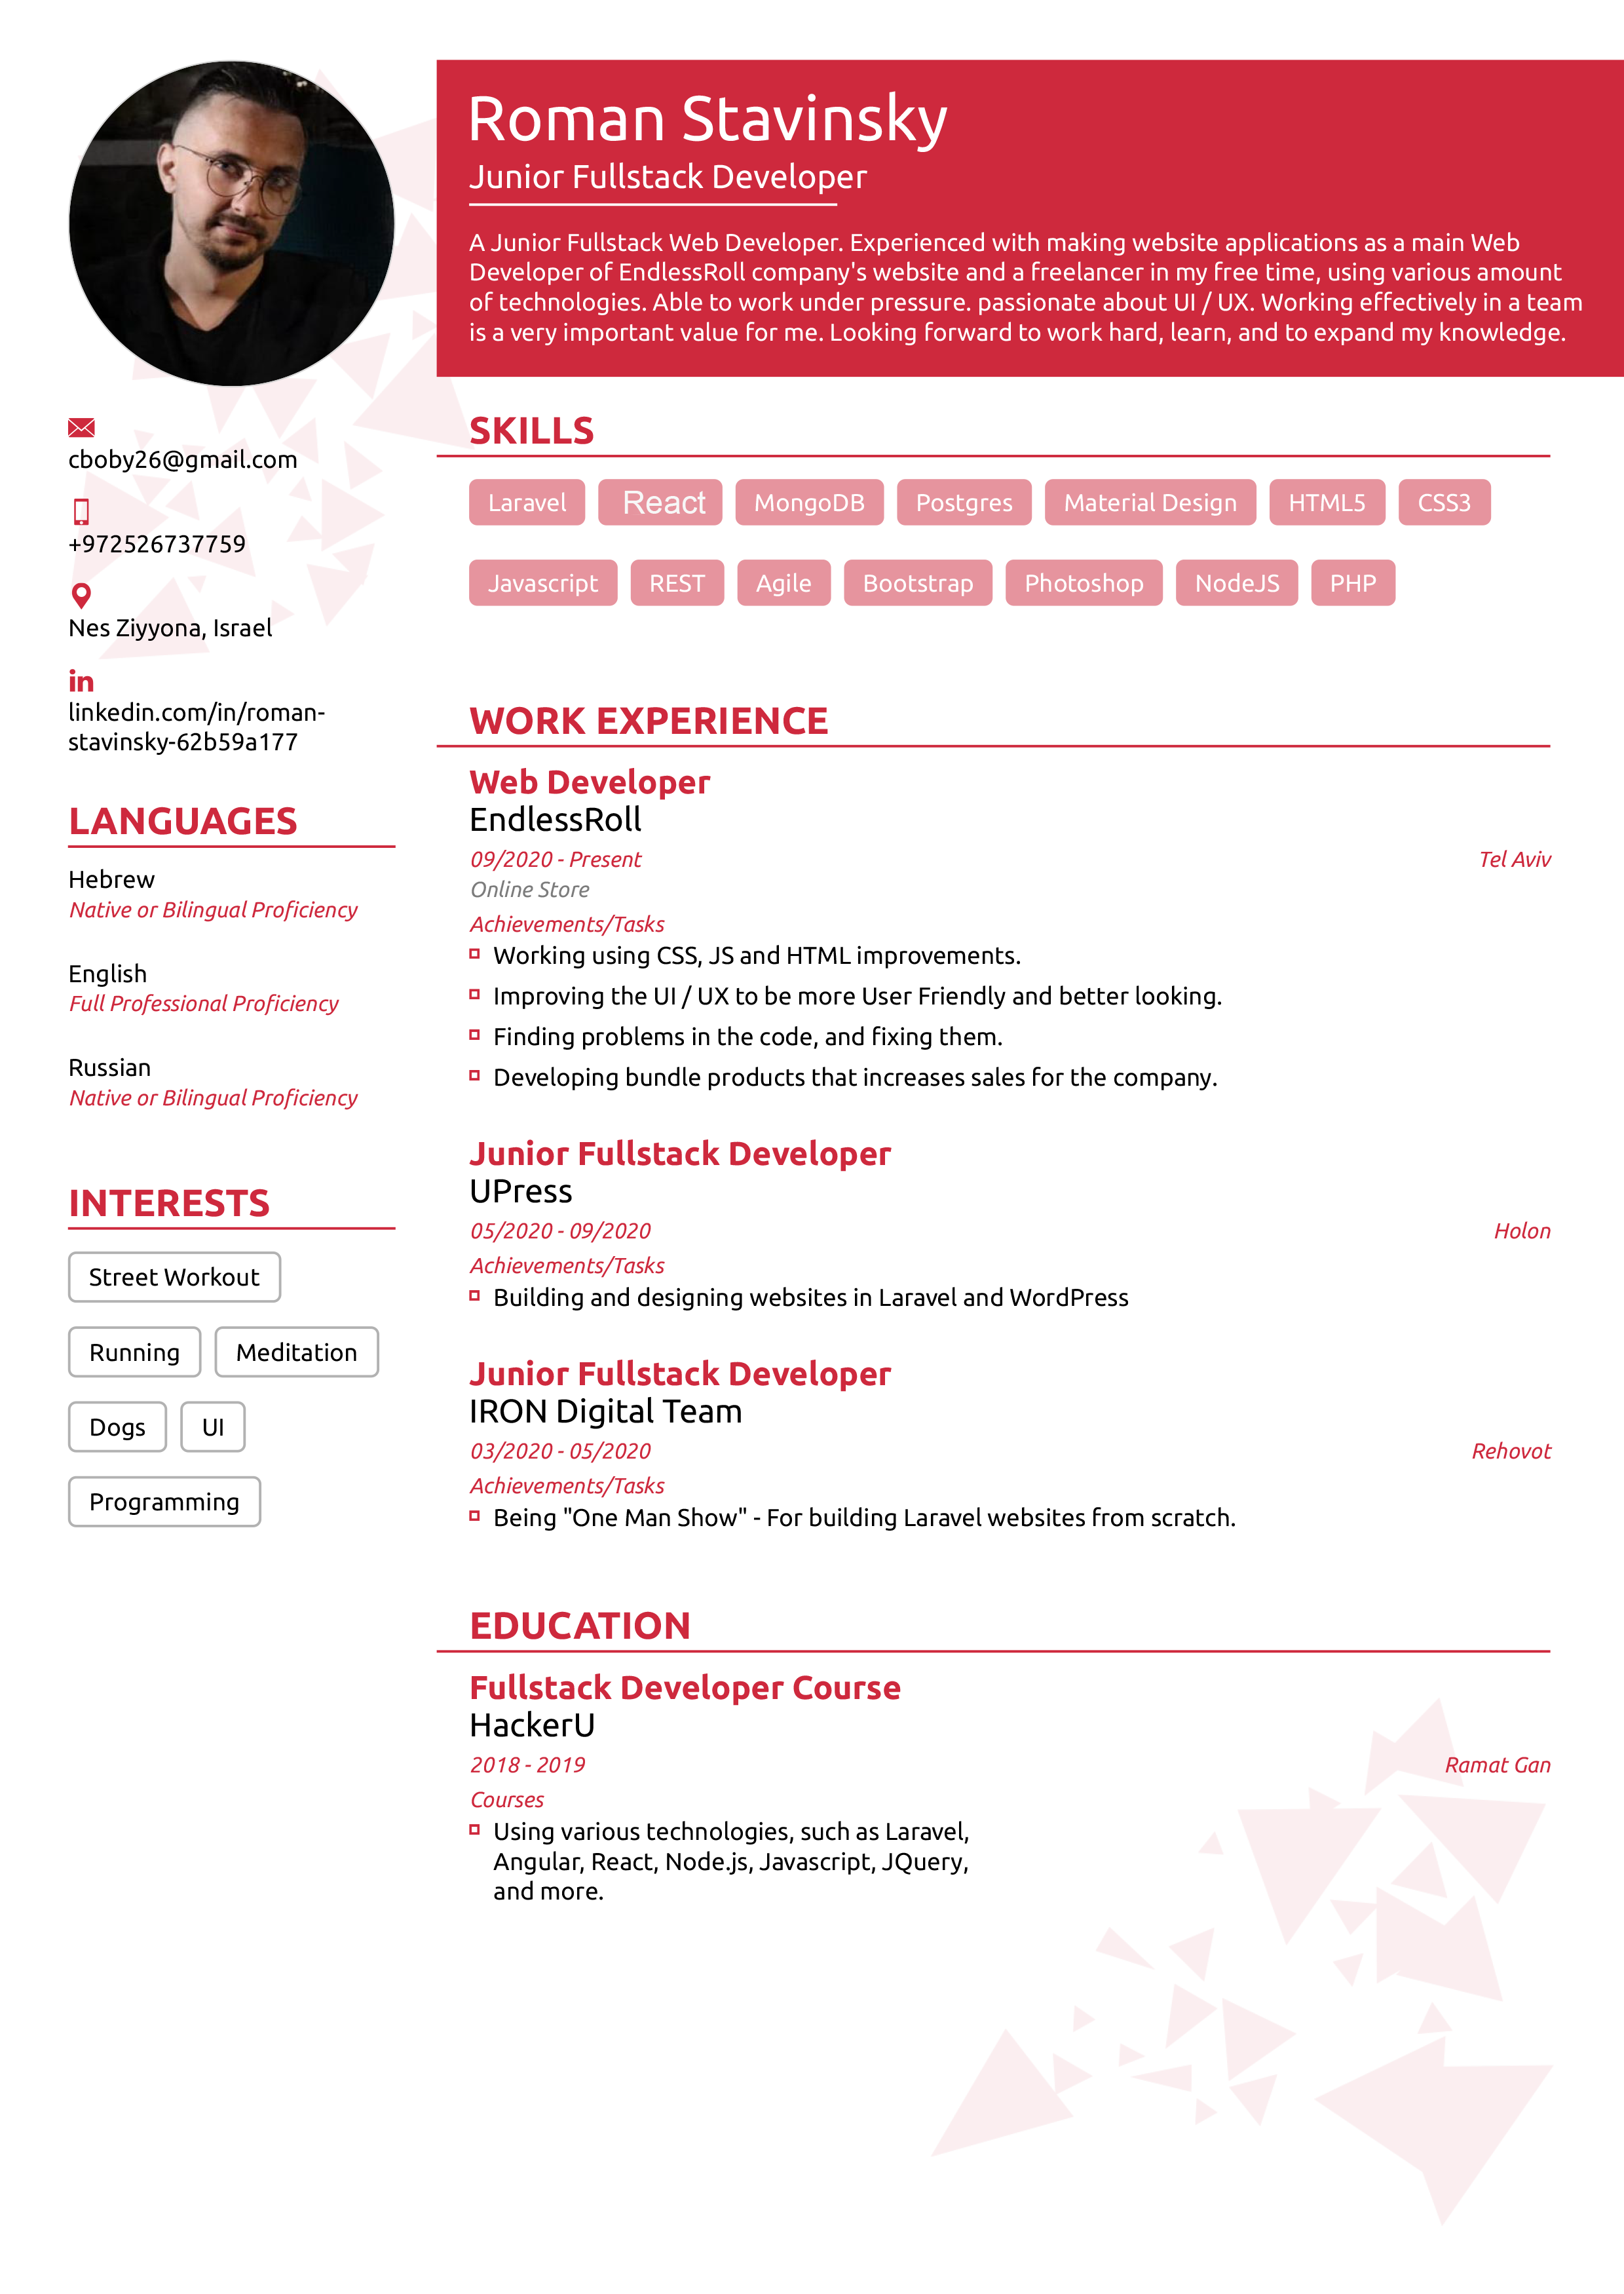 Roman Stavinsky
Junior Fullstack Developer
A Junior Fullstack Web Developer. Experienced with making website applications as a main Web
Developer of EndlessRoll company's website and a freelancer in my free time, using various amount
of technologies. Able to work under pressure. passionate about UI / UX. Working effectively in a team
is a very important value for me. Looking forward to work hard, learn, and to expand my knowledge.
cboby26@gmail.com
+972526737759
Nes Ziyyona, Israel
in
linkedin.com/in/roman-
stavinsky-62b59a177
LANGUAGES
Hebrew
Native or Bilingual Proficiency
English
Full Professional Proficiency
Russian
Native or Bilingual Proficiency
INTERESTS
Street Workout
Running Meditation
Dogs UI
Programming
SKILLS
Laravel React MongoDB Postgres Material Design HTML5 CSS3
Javascript REST Agile Bootstrap Photoshop NodeJS PHP
WORK EXPERIENCE
Web Developer
EndlessRoll
09/2020 - Present Tel Aviv
Online Store
Achievements/Tasks
Working using CSS, JS and HTML improvements.
Improving the UI / UX to be more User Friendly and better looking.
Finding problems in the code, and fixing them.
Developing bundle products that increases sales for the company.
Junior Fullstack Developer
UPress
05/2020 - 09/2020 Holon
Achievements/Tasks
Building and designing websites in Laravel and WordPress
Junior Fullstack Developer
IRON Digital Team
03/2020 - 05/2020 Rehovot
Achievements/Tasks
Being "One Man Show" - For building Laravel websites from scratch.
EDUCATION
Fullstack Developer Course
HackerU
2018 - 2019 Ramat Gan
Courses
Using various technologies, such as Laravel,
Angular, React, Node.js, Javascript, JQuery,
and more.